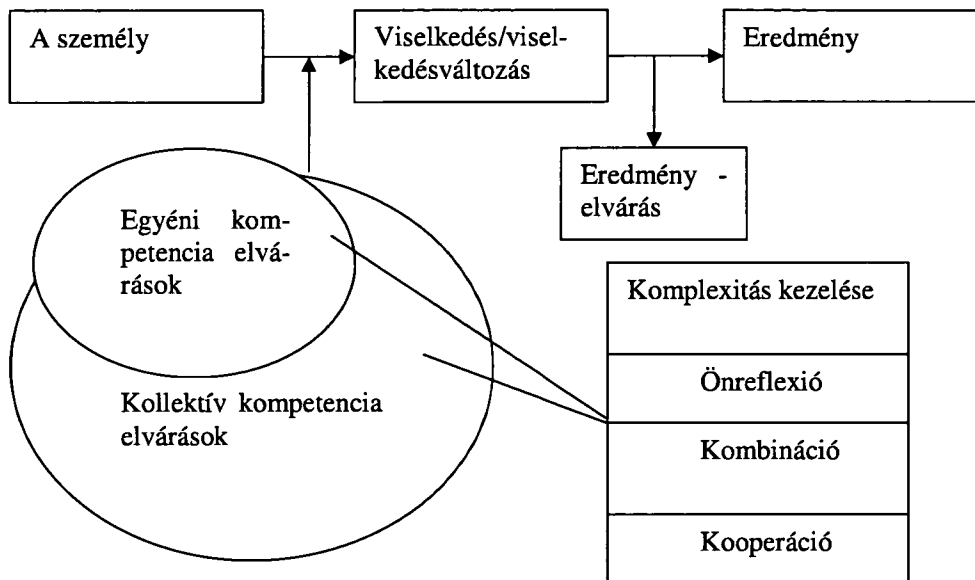 A személy
Viselkedés/visel-
kedésváltozás
Eredmény
Eredmény -
elvárás
Egyéni kom-
petencia elvá-
rások
Kollektív kompetencia
elvárások
Komplexitás kezelése
Önreflexió
Kombináció
Kooperáció